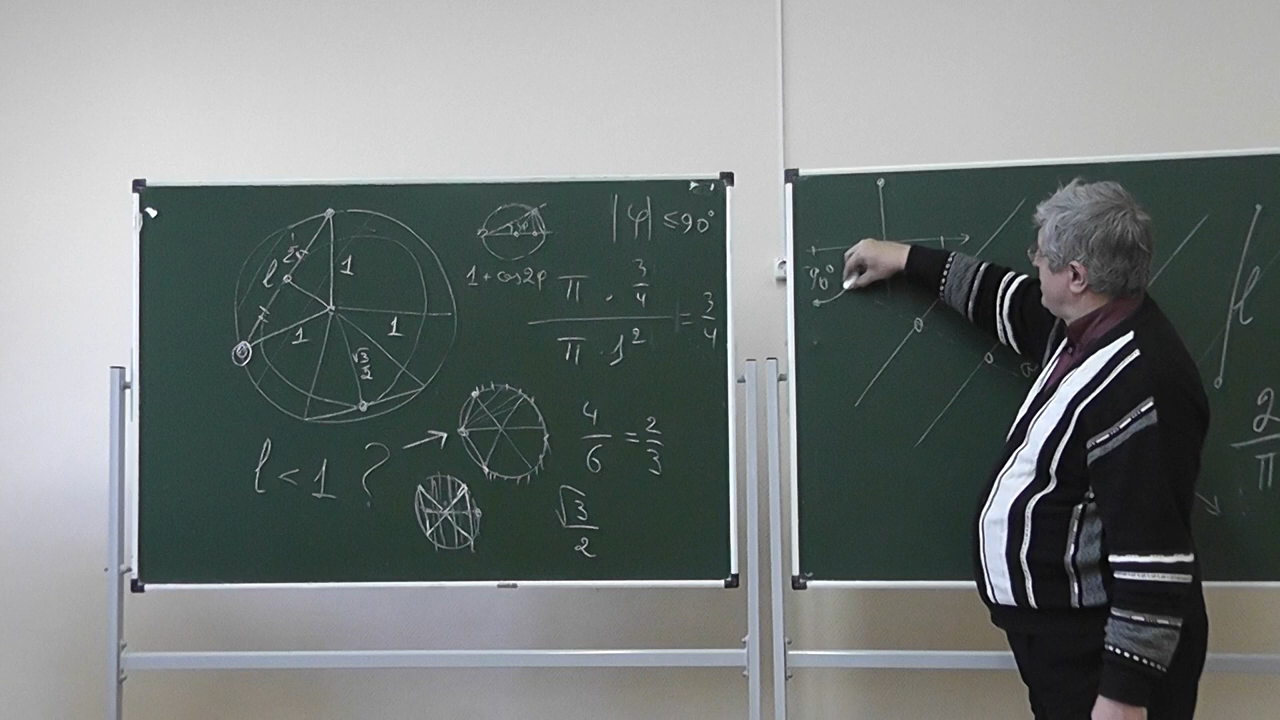 |φ| ≤ 90°
1 + cos2φ
π · 3/4
π · 1²
= 3/4
l
1
1
1
√3/2
l < 1 ?
4/6 = 2/3
√3/2
-90°
l
2/π